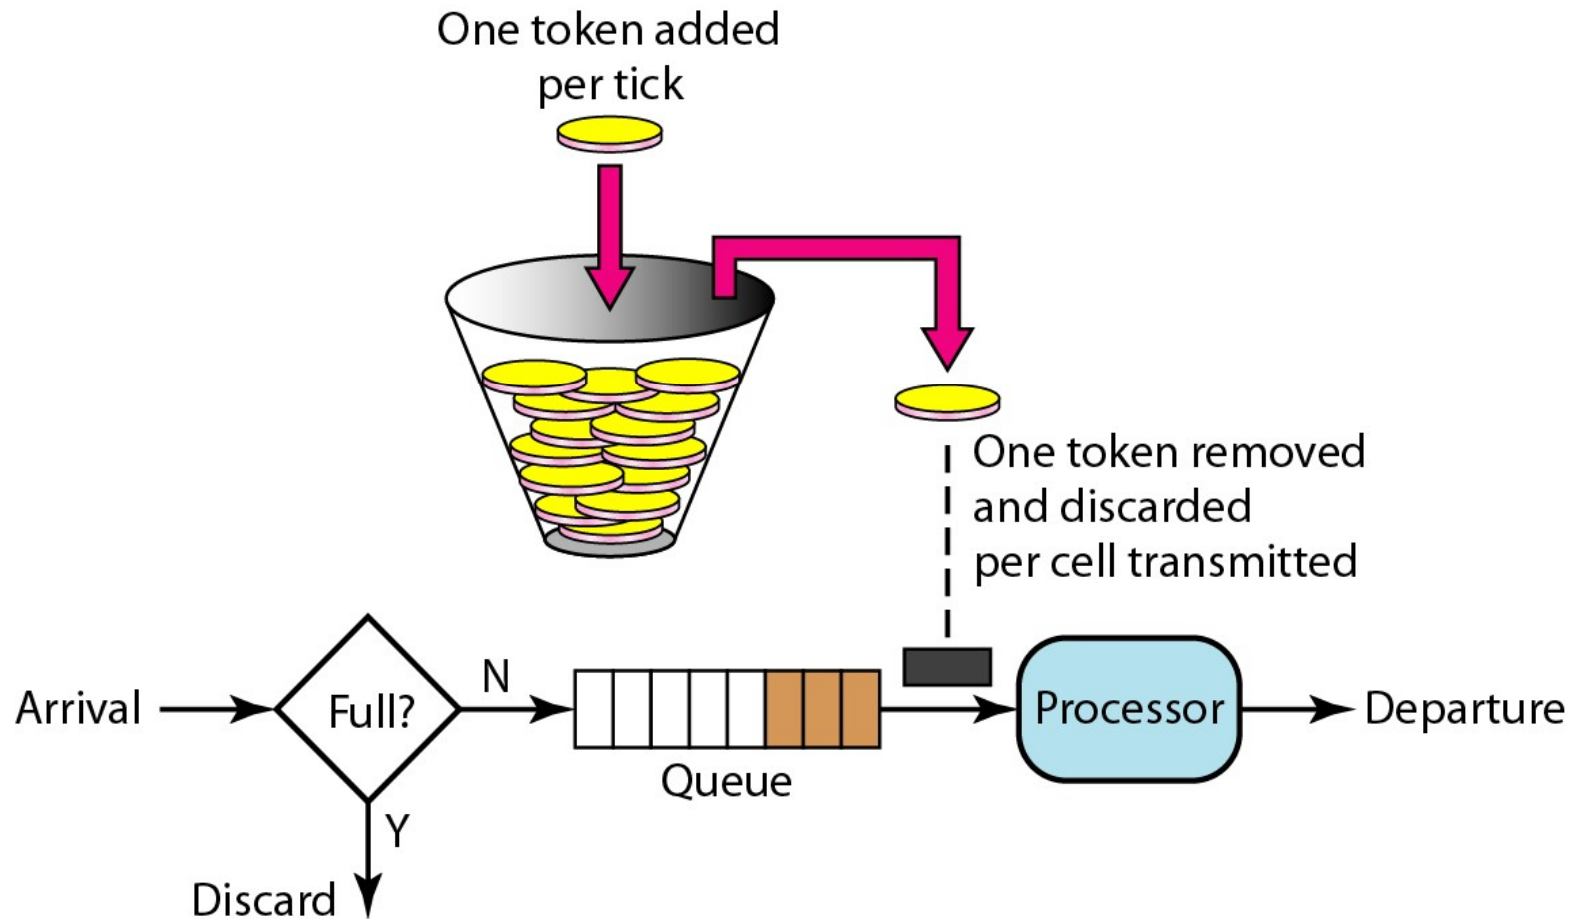 One token added
per tick
One token removed
and discarded
per cell transmitted
Arrival
Full?
N
Queue
Processor
Departure
Y
Discard